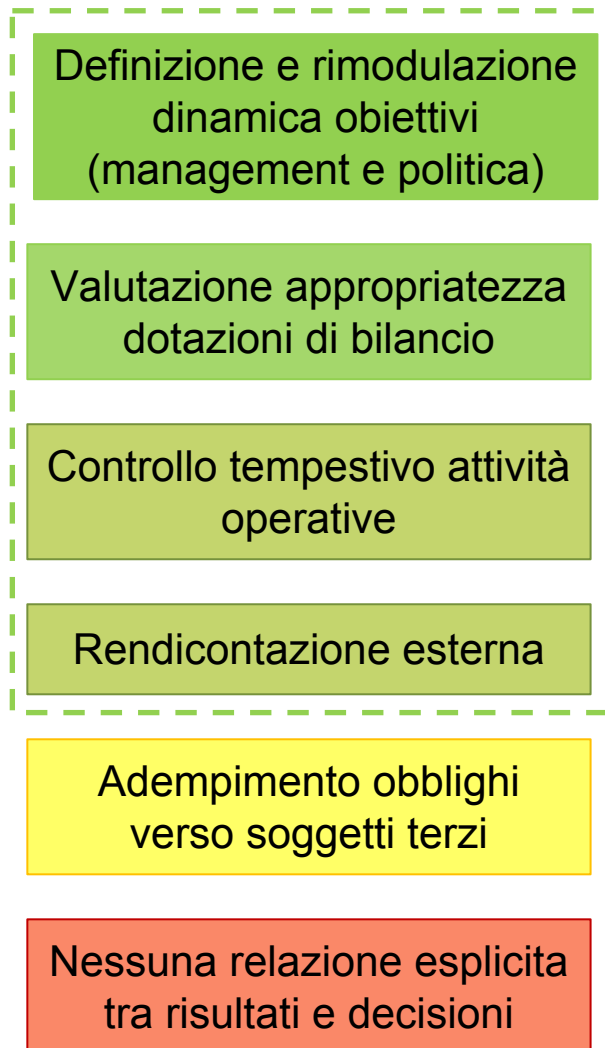 Definizione e rimodulazione
dinamica obiettivi
(management e politica)
Valutazione appropriatezza
dotazioni di bilancio
Controllo tempestivo attività
operative
Rendicontazione esterna
Adempimento obblighi
verso soggetti terzi
Nessuna relazione esplicita
tra risultati e decisioni